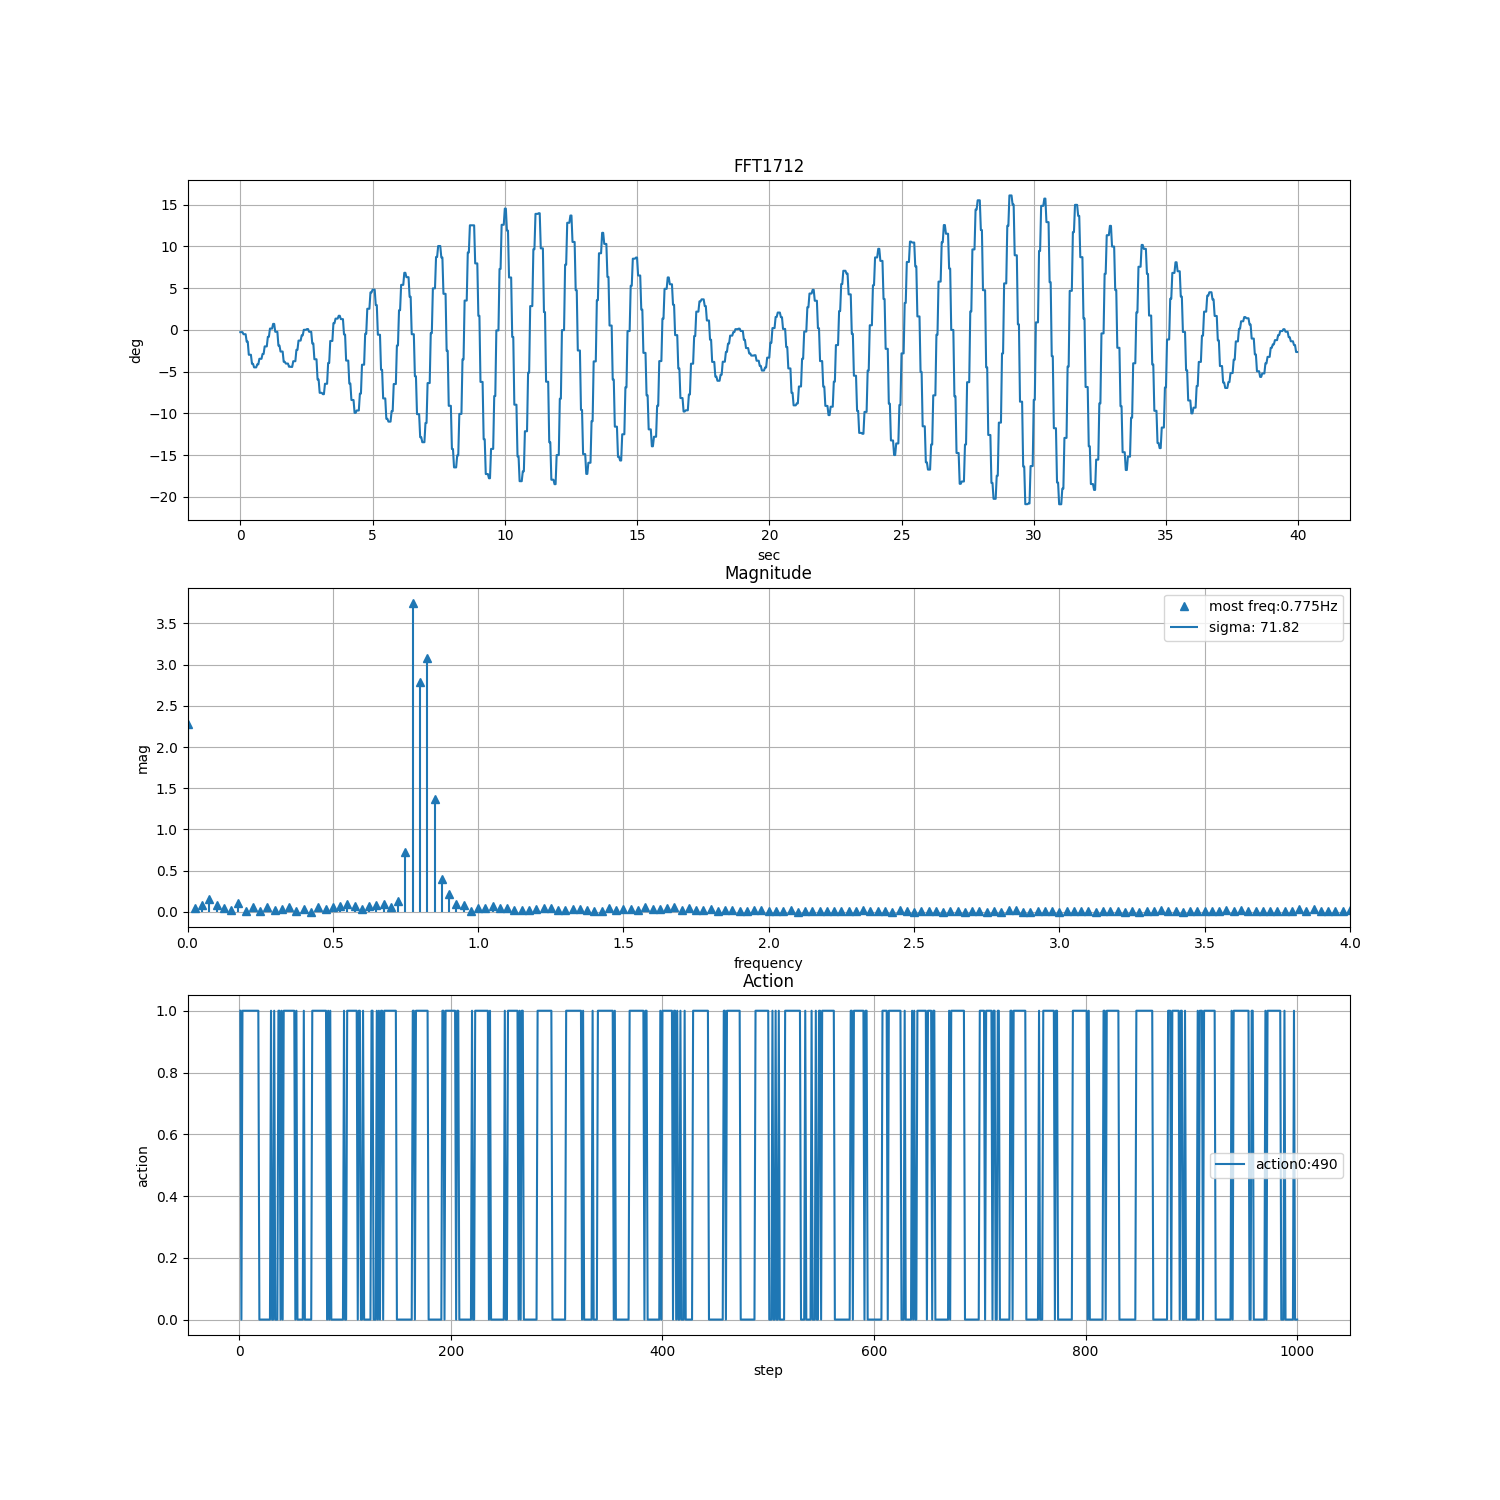 FFT1712
15
10
5
0
−5
−10
−15
−20
deg
0 5 10 15 20 25 30 35 40
sec
Magnitude
most freq:0.775Hz
sigma: 71.82
3.5
3.0
2.5
2.0
1.5
1.0
0.5
0.0
mag
0.0 0.5 1.0 1.5 2.0 2.5 3.0 3.5 4.0
frequency
Action
1.0
0.8
0.6
0.4
0.2
0.0
action
action0:490
0 200 400 600 800 1000
step